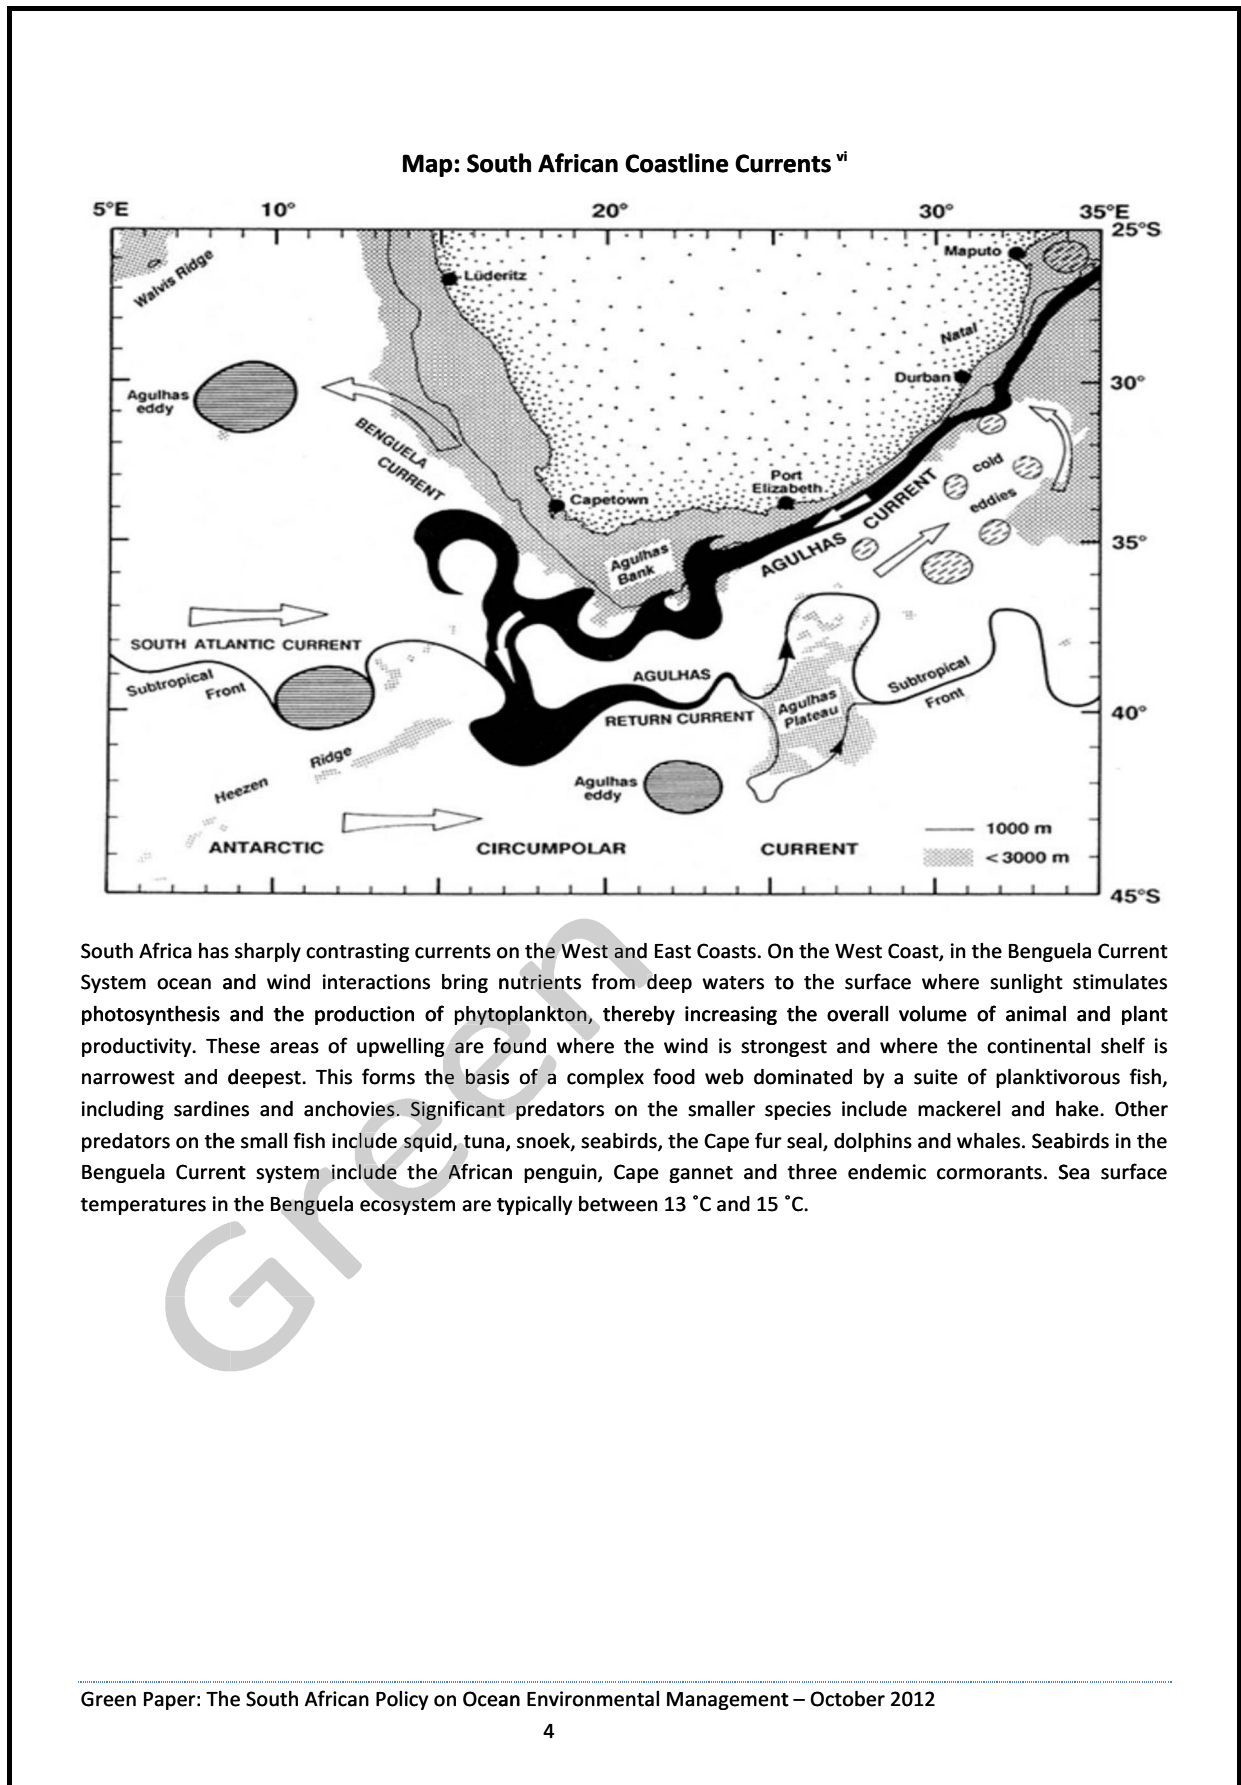 Map: South African Coastline Currents vi
5°E 10° 20° 30° 35°E
25°S
Maputo
Walvis Ridge
Lüderitz
Natal
Durban
30°
Agulhas
eddy
BENGUELA
CURRENT
cold
eddies
Port
Elizabeth
Capetown
AGULHAS CURRENT
35°
Agulhas
Bank
SOUTH ATLANTIC CURRENT
Subtropical
Front
AGULHAS
RETURN CURRENT
Agulhas
Plateau
Subtropical
Front
40°
Heezen Ridge
Agulhas
eddy
1000 m
< 3000 m
ANTARCTIC CIRCUMPOLAR CURRENT
45°S
South Africa has sharply contrasting currents on the West and East Coasts. On the West Coast, in the Benguela Current
System ocean and wind interactions bring nutrients from deep waters to the surface where sunlight stimulates
photosynthesis and the production of phytoplankton, thereby increasing the overall volume of animal and plant
productivity. These areas of upwelling are found where the wind is strongest and where the continental shelf is
narrowest and deepest. This forms the basis of a complex food web dominated by a suite of planktivorous fish,
including sardines and anchovies. Significant predators on the smaller species include mackerel and hake. Other
predators on the small fish include squid, tuna, snoek, seabirds, the Cape fur seal, dolphins and whales. Seabirds in the
Benguela Current system include the African penguin, Cape gannet and three endemic cormorants. Sea surface
temperatures in the Benguela ecosystem are typically between 13 ˚C and 15 ˚C.
Green
Green Paper: The South African Policy on Ocean Environmental Management – October 2012
4